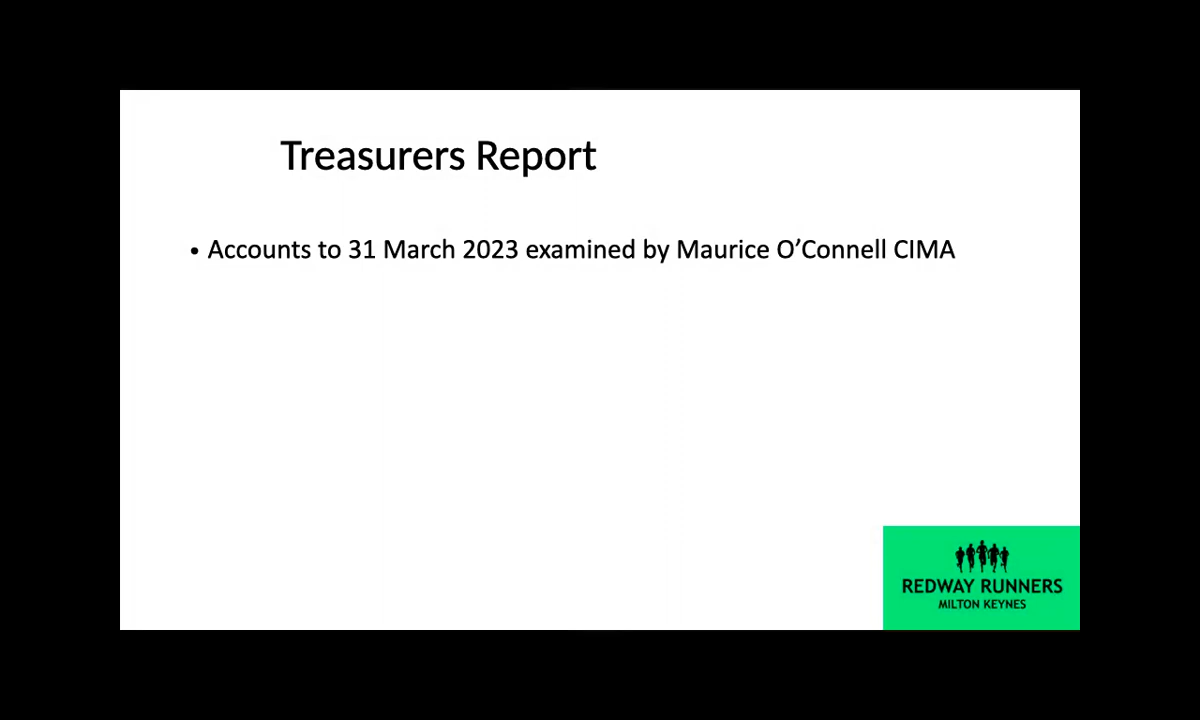 Treasurers Report
• Accounts to 31 March 2023 examined by Maurice O’Connell CIMA
REDWAY RUNNERS
MILTON KEYNES